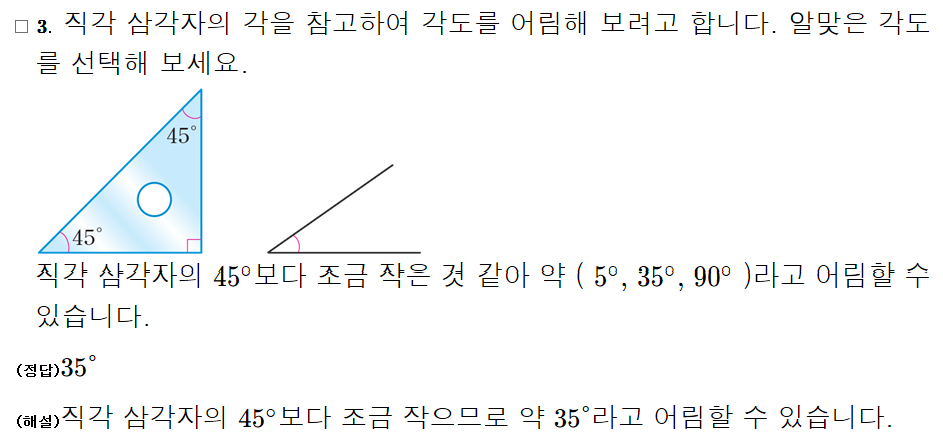 □ 3. 직각 삼각자의 각을 참고하여 각도를 어림해 보려고 합니다. 알맞은 각도
를 선택해 보세요.
45°
45°
직각 삼각자의 45°보다 조금 작은 것 같아 약 ( 5°, 35°, 90° )라고 어림할 수
있습니다.
(정답)35°
(해설)직각 삼각자의 45°보다 조금 작으므로 약 35°라고 어림할 수 있습니다.